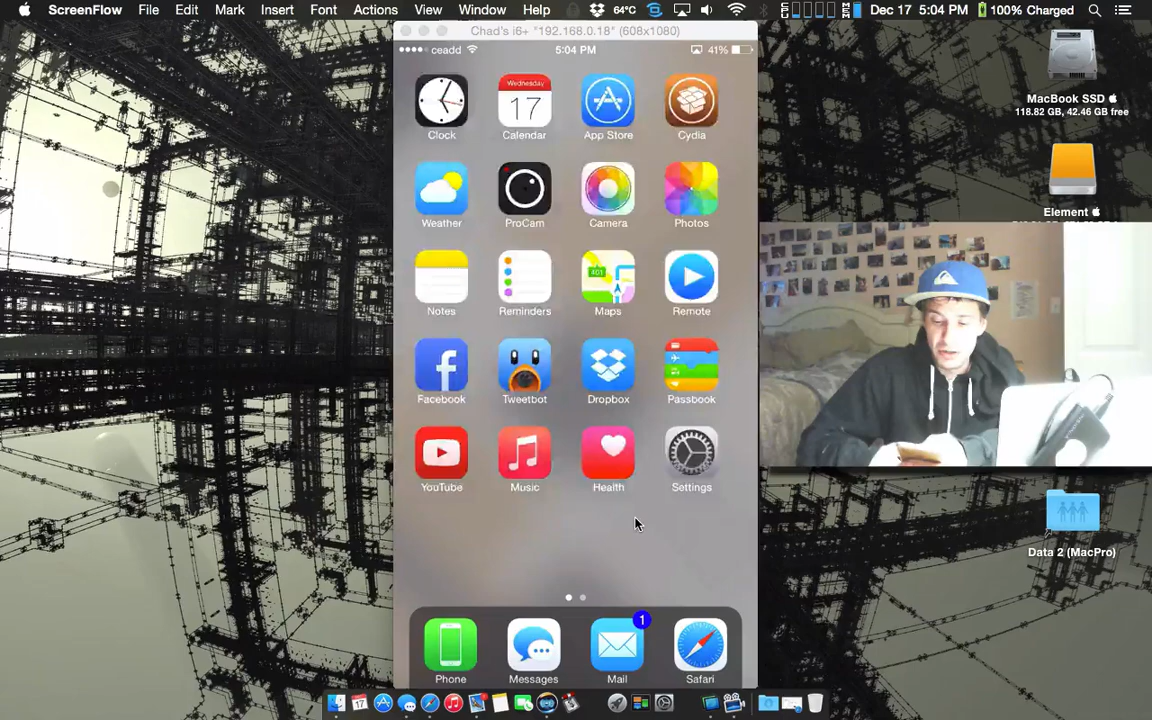 ScreenFlow File Edit Mark Insert Font Actions View Window Help 64°C Dec 17 5:04 PM 100% Charged
Chad's i6+ "192.168.0.18" (608x1080)
ceadd 5:04 PM 41%
Wednesday
17
Clock Calendar App Store Cydia
Weather ProCam Camera Photos
Notes Reminders Maps Remote
Facebook Tweetbot Dropbox Passbook
YouTube Music Health Settings
1
Phone Messages Mail Safari
MacBook SSD
118.82 GB, 42.46 GB free
Element
Data 2 (MacPro)